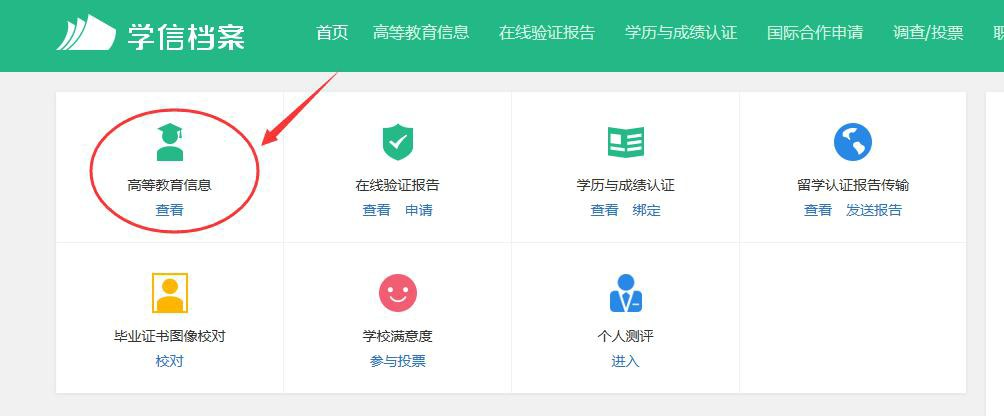 学信档案
首页 高等教育信息 在线验证报告 学历与成绩认证 国际合作申请 调查/投票
高等教育信息 在线验证报告 学历与成绩认证 留学认证报告传输
查看 查看 申请 查看 绑定 查看 发送报告
毕业证书图像校对 学校满意度 个人测评
校对 参与投票 进入